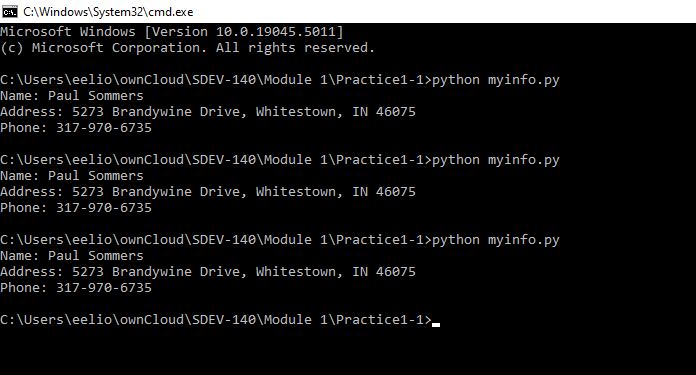 C:\Windows\System32\cmd.exe
Microsoft Windows [Version 10.0.19045.5011]
(c) Microsoft Corporation. All rights reserved.
C:\Users\eelio\ownCloud\SDEV-140\Module 1\Practice1-1>python myinfo.py
Name: Paul Sommers
Address: 5273 Brandywine Drive, Whitestown, IN 46075
Phone: 317-970-6735
C:\Users\eelio\ownCloud\SDEV-140\Module 1\Practice1-1>python myinfo.py
Name: Paul Sommers
Address: 5273 Brandywine Drive, Whitestown, IN 46075
Phone: 317-970-6735
C:\Users\eelio\ownCloud\SDEV-140\Module 1\Practice1-1>python myinfo.py
Name: Paul Sommers
Address: 5273 Brandywine Drive, Whitestown, IN 46075
Phone: 317-970-6735
C:\Users\eelio\ownCloud\SDEV-140\Module 1\Practice1-1>